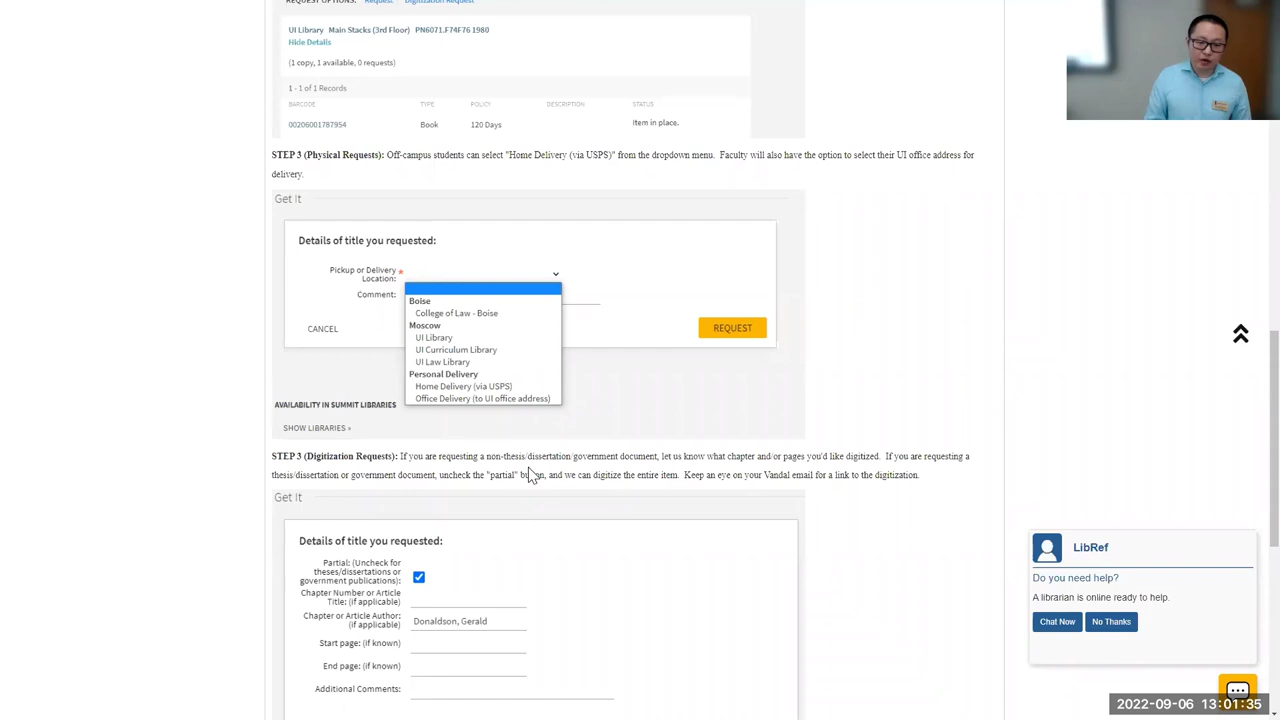 REQUEST OPTIONS: Request Digitization Request
UI Library Main Stacks (3rd Floor) PN6071.F74F76 1980
Hide Details
(1 copy, 1 available, 0 requests)
1 - 1 of 1 Records
BARCODE TYPE POLICY DESCRIPTION STATUS
00206001787954 Book 120 Days Item in place.
STEP 3 (Physical Requests): Off-campus students can select "Home Delivery (via USPS)" from the dropdown menu. Faculty will also have the option to select their UI office address for
delivery.
Get It
Details of title you requested:
Pickup or Delivery
Location: *
Comment:
Boise
College of Law - Boise
Moscow
UI Library
UI Curriculum Library
UI Law Library
Personal Delivery
Home Delivery (via USPS)
Office Delivery (to UI office address)
CANCEL
REQUEST
AVAILABILITY IN SUMMIT LIBRARIES
SHOW LIBRARIES »
STEP 3 (Digitization Requests): If you are requesting a non-thesis/dissertation/government document, let us know what chapter and/or pages you'd like digitized. If you are requesting a
thesis/dissertation or government document, uncheck the "partial" button, and we can digitize the entire item. Keep an eye on your Vandal email for a link to the digitization.
Get It
Details of title you requested:
Partial: (Uncheck for
theses/dissertations or
government publications):
Chapter Number or Article
Title: (if applicable)
Chapter or Article Author:
(if applicable)
Donaldson, Gerald
Start page: (if known)
End page: (if known)
Additional Comments:
LibRef
Do you need help?
A librarian is online ready to help.
Chat Now No Thanks
2022-09-06 13:01:35